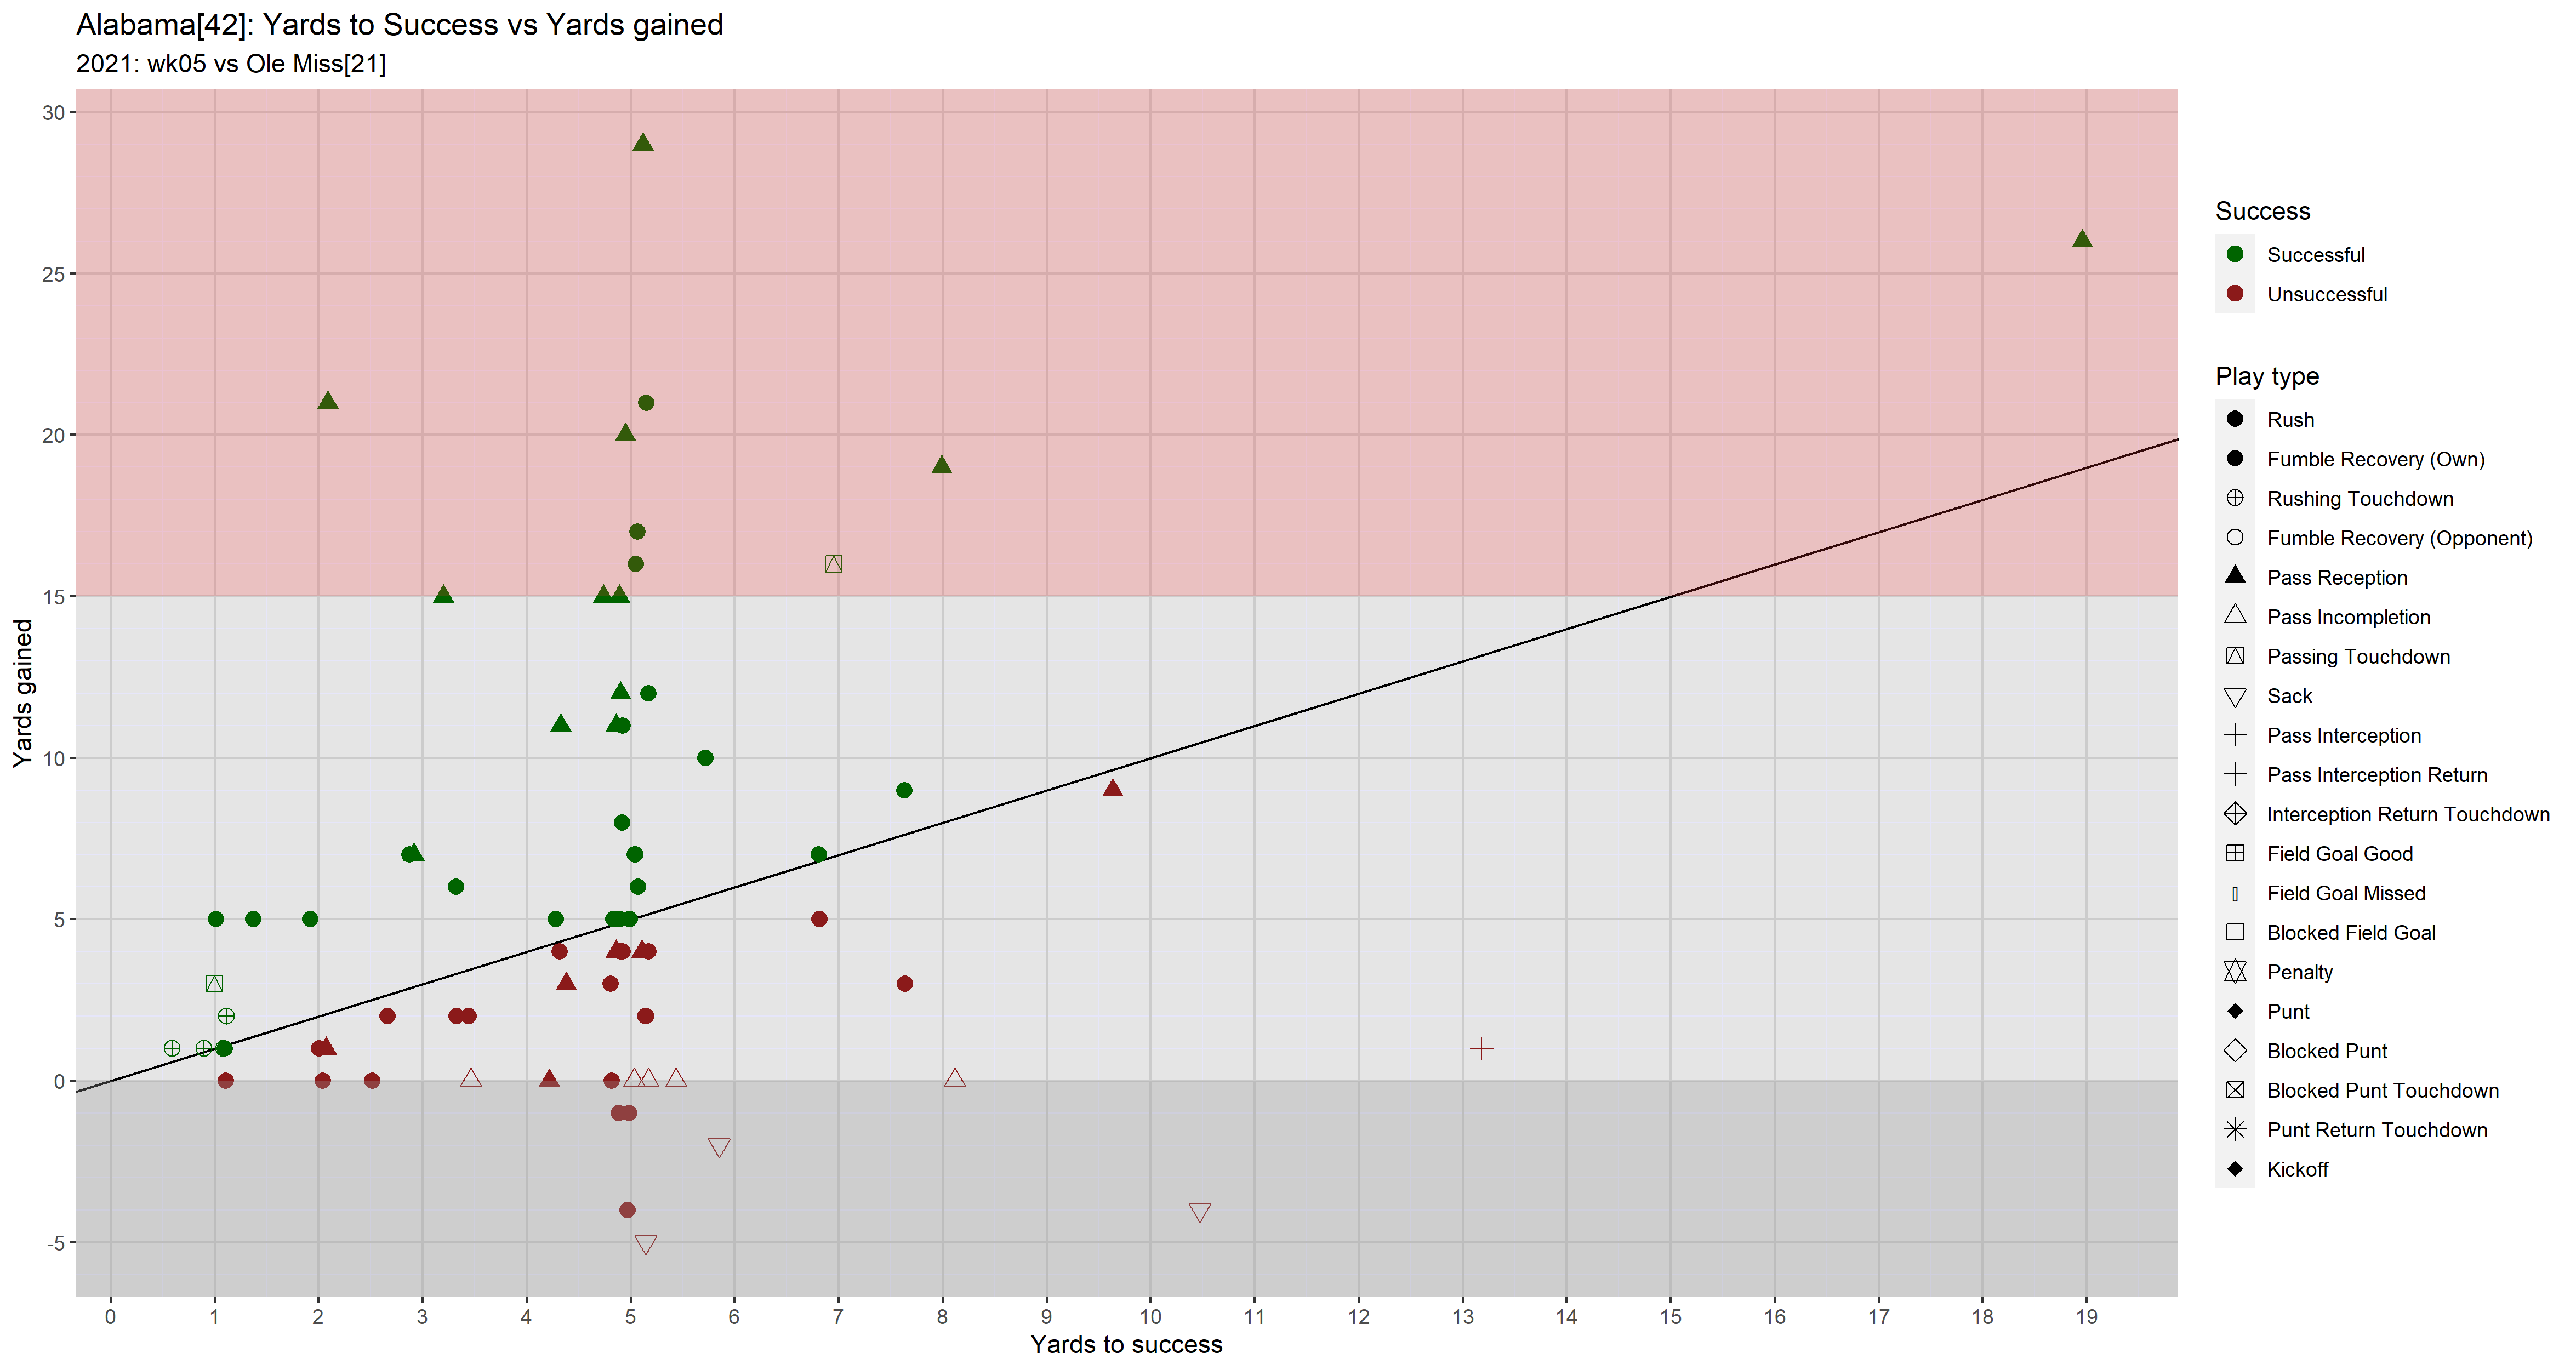 Alabama[42]: Yards to Success vs Yards gained
2021: wk05 vs Ole Miss[21]
Yards gained
30
25
20
15
10
5
0
-5
0 1 2 3 4 5 6 7 8 9 10 11 12 13 14 15 16 17 18 19
Yards to success
Success
Successful
Unsuccessful
Play type
Rush
Fumble Recovery (Own)
Rushing Touchdown
Fumble Recovery (Opponent)
Pass Reception
Pass Incompletion
Passing Touchdown
Sack
Pass Interception
Pass Interception Return
Interception Return Touchdown
Field Goal Good
Field Goal Missed
Blocked Field Goal
Penalty
Punt
Blocked Punt
Blocked Punt Touchdown
Punt Return Touchdown
Kickoff